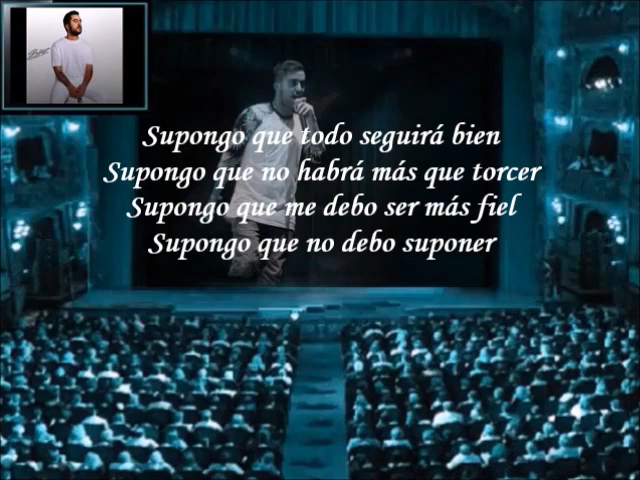 Supongo que todo seguirá bien
Supongo que no habrá más que torcer
Supongo que me debo ser más fiel
Supongo que no debo suponer